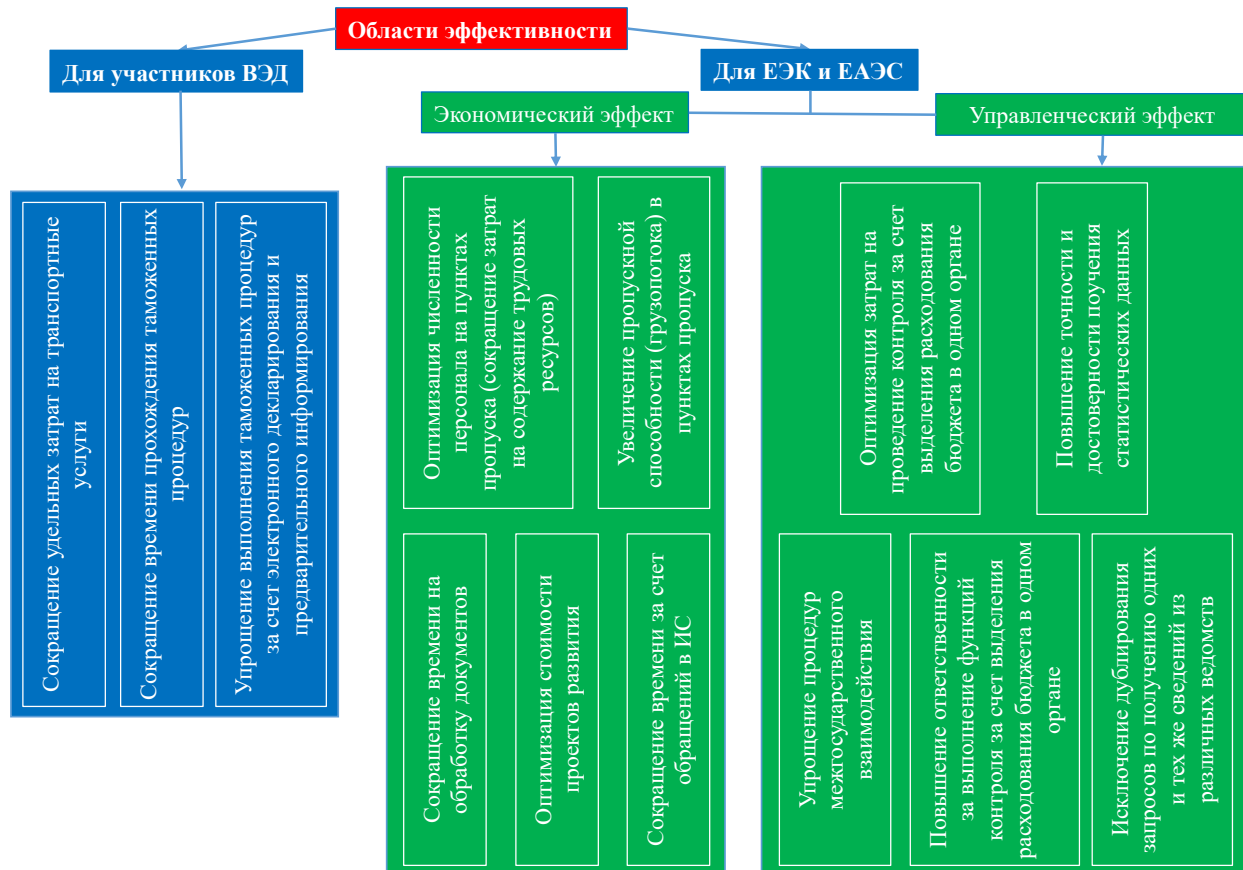 Области эффективности
Для участников ВЭД
Для ЕЭК и ЕАЭС
Экономический эффект
Управленческий эффект
Сокращение удельных затрат на транспортные
услуги
Сокращение времени прохождения таможенных
процедур
Упрощение выполнения таможенных процедур
за счет электронного декларирования и
предварительного информирования
Оптимизация численности
персонала на пунктах
пропуска (сокращение затрат
на содержание трудовых
ресурсов)
Увеличение пропускной
способности (грузопотока) в
пунктах пропуска
Сокращение времени на
обработку документов
Оптимизация стоимости
проектов развития
Сокращение времени за счет
обращений в ИС
Оптимизация затрат на
проведение контроля за счет
выделения расходования
бюджета в одном органе
Повышение точности и
достоверности поучения
статистических данных
Упрощение процедур
межгосударственного
взаимодействия
Повышение ответственности
за выполнение функций
контроля за счет выделения
расходования бюджета в одном
органе
Исключение дублирования
запросов по получению одних
и тех же сведений из
различных ведомств